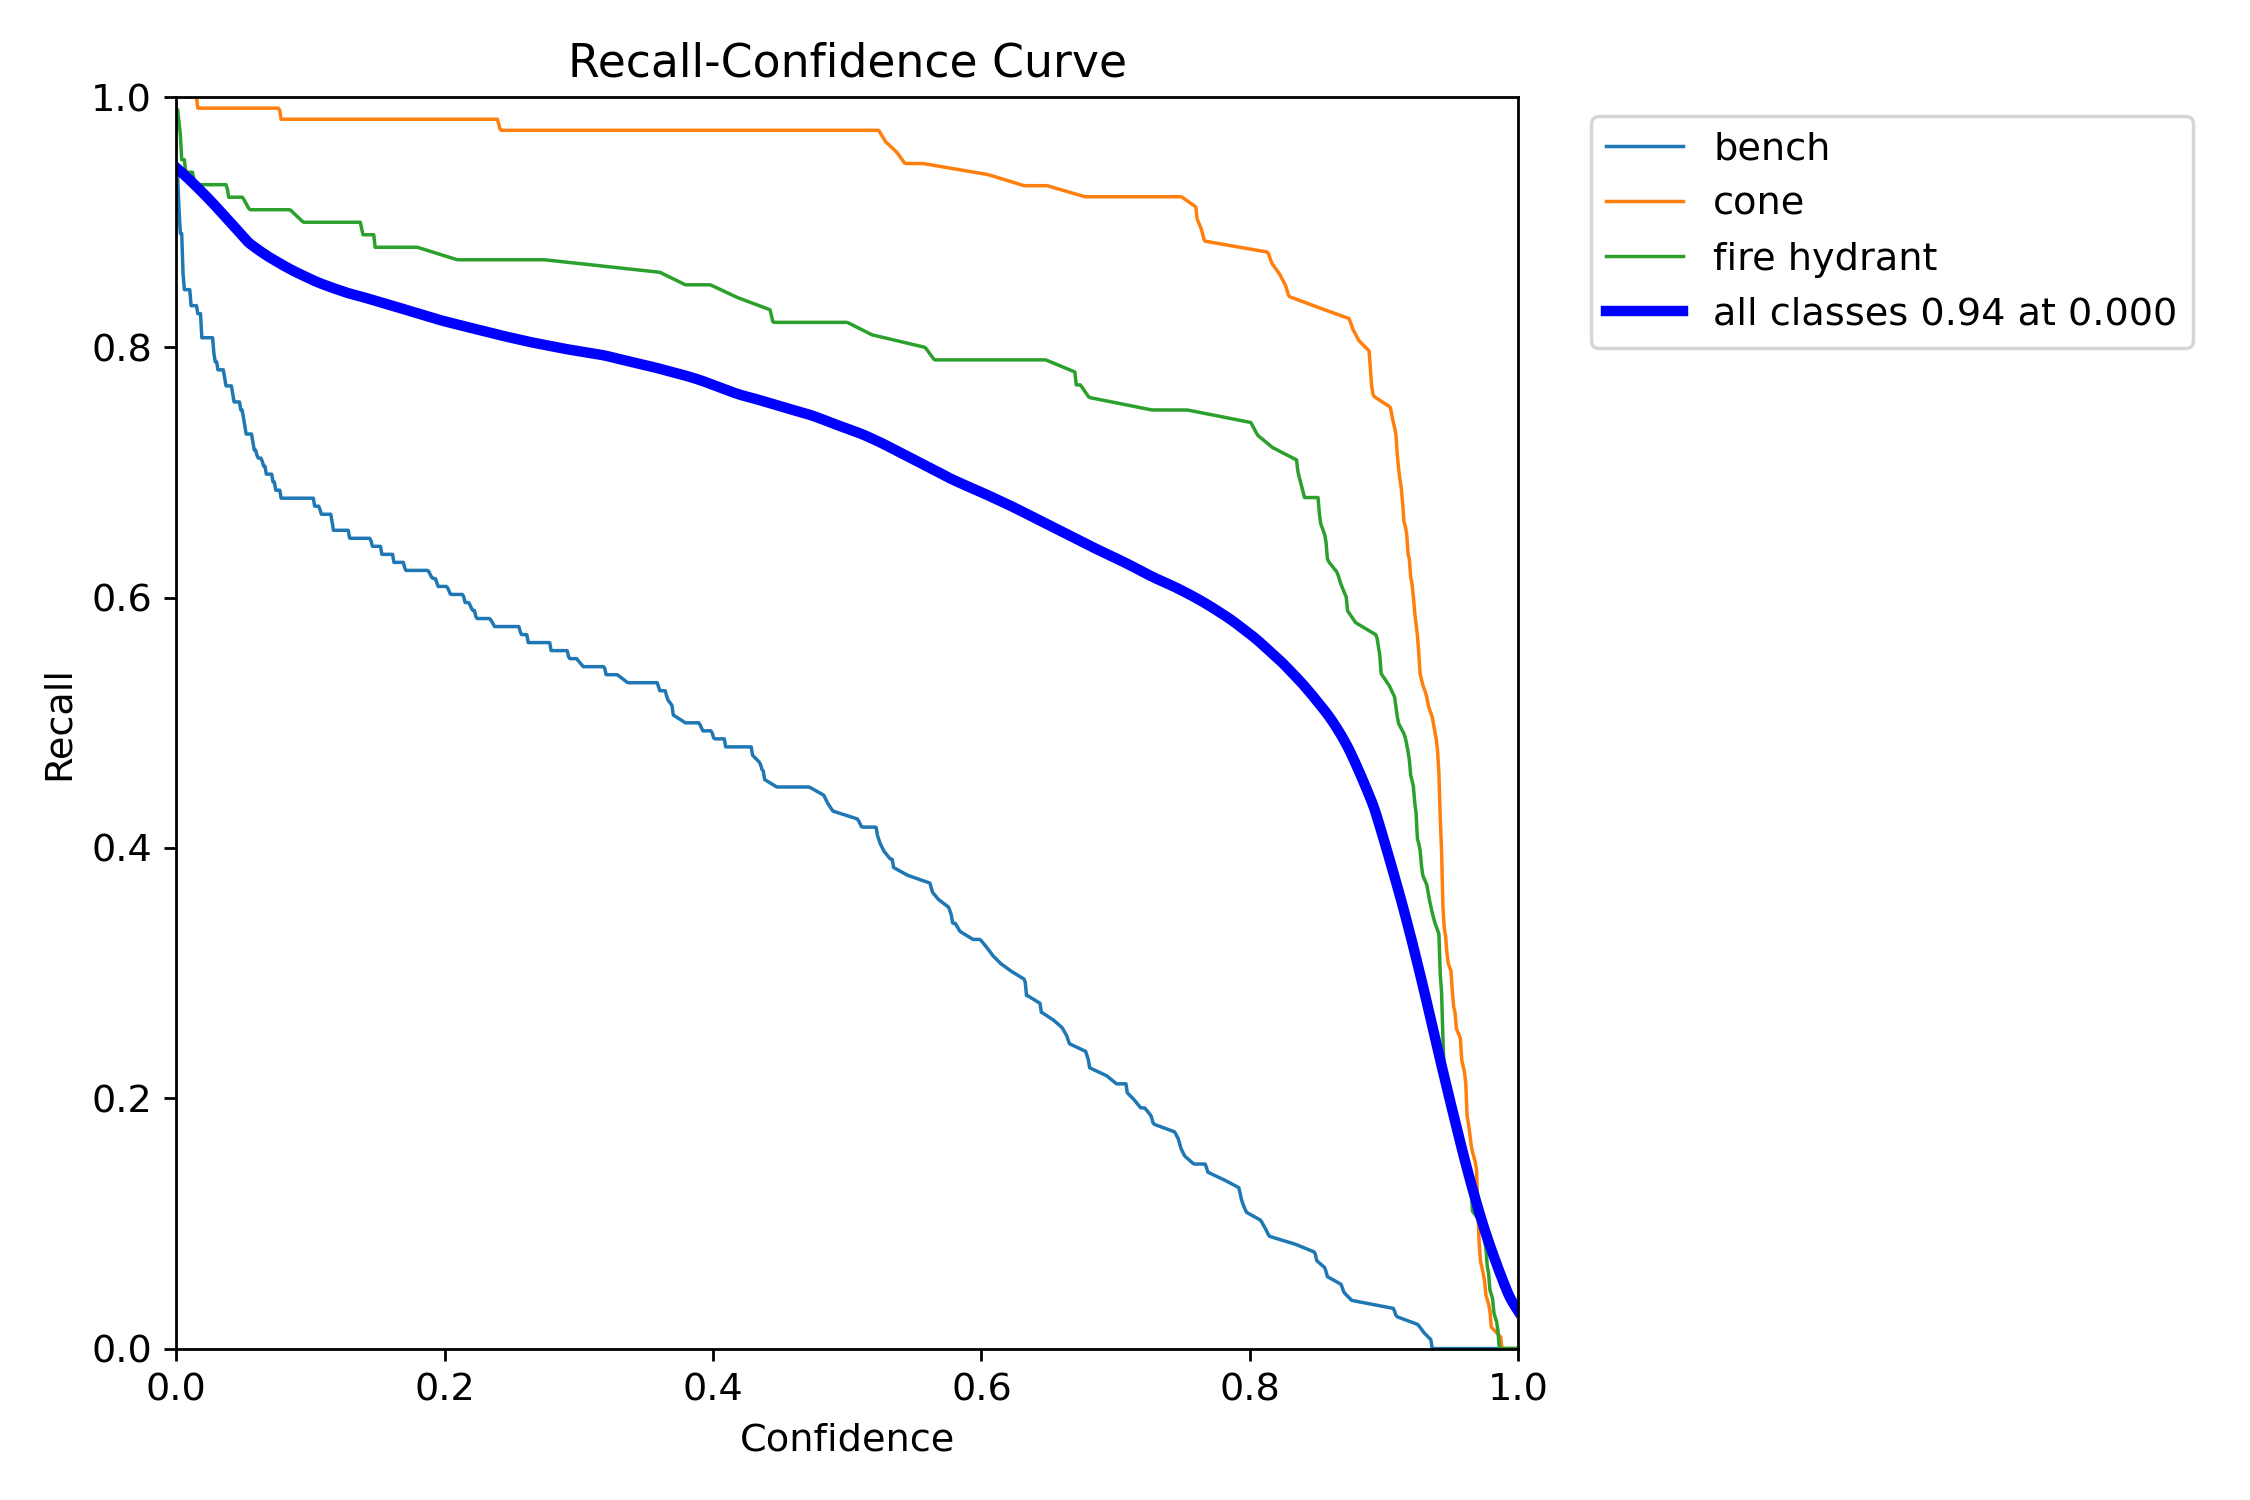 Recall-Confidence Curve
1.0
0.8
0.6
0.4
0.2
0.0
Recall
0.0 0.2 0.4 0.6 0.8 1.0
Confidence
bench
cone
fire hydrant
all classes 0.94 at 0.000